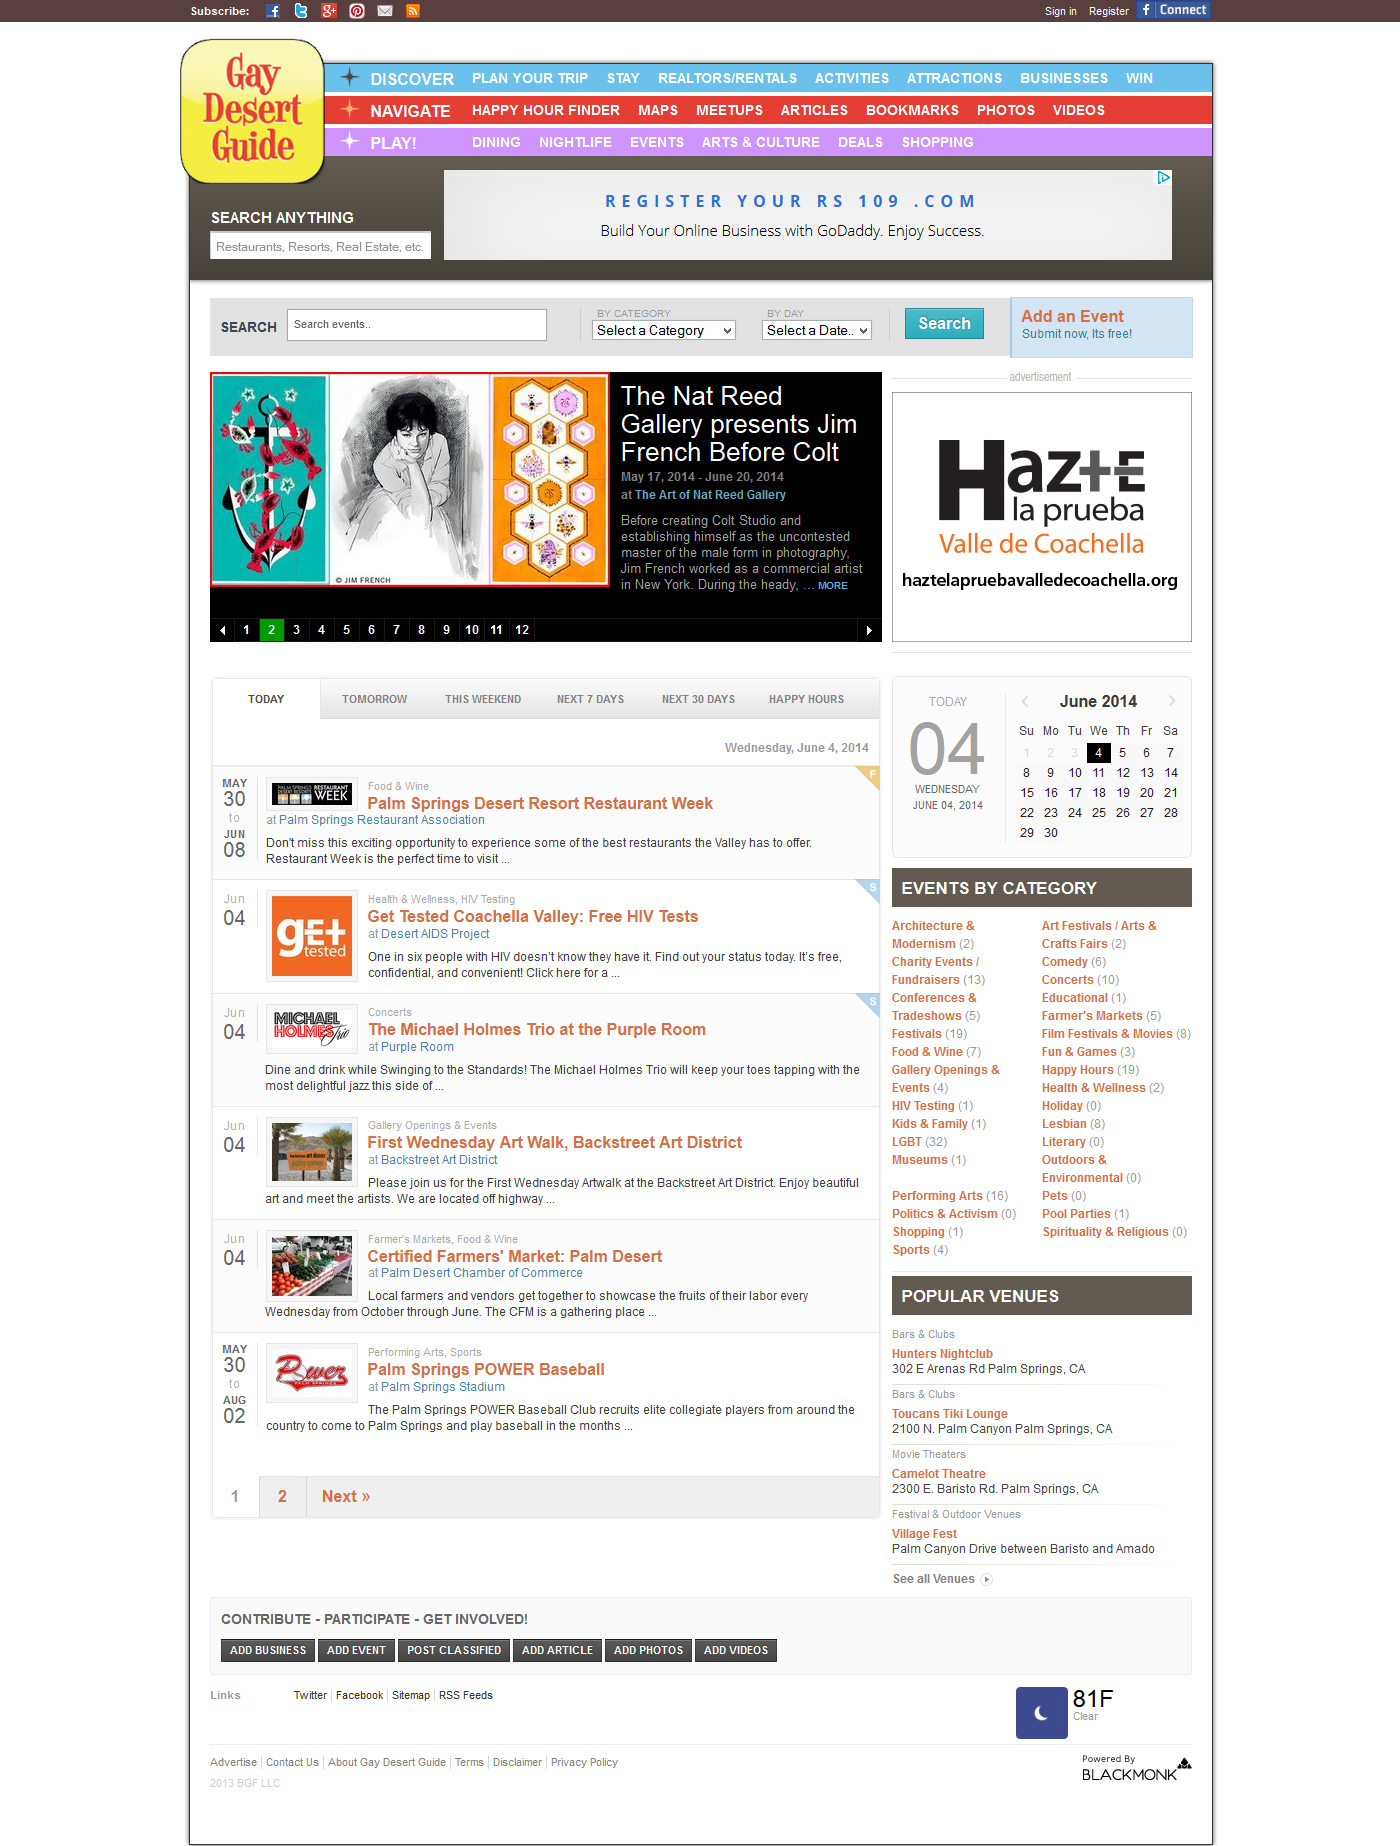 Subscribe:
Sign in Register Connect
Gay
Desert
Guide
DISCOVER PLAN YOUR TRIP STAY REALTORS/RENTALS ACTIVITIES ATTRACTIONS BUSINESSES WIN
NAVIGATE HAPPY HOUR FINDER MAPS MEETUPS ARTICLES BOOKMARKS PHOTOS VIDEOS
PLAY! DINING NIGHTLIFE EVENTS ARTS & CULTURE DEALS SHOPPING
REGISTER YOUR RS 109 .COM
Build Your Online Business with GoDaddy. Enjoy Success.
SEARCH ANYTHING
Restaurants, Resorts, Real Estate, etc.
SEARCH
Search events..
BY CATEGORY
Select a Category
BY DAY
Select a Date..
Search
Add an Event
Submit now, Its free!
The Nat Reed
Gallery presents Jim
French Before Colt
May 17, 2014 - June 20, 2014
at The Art of Nat Reed Gallery
Before creating Colt Studio and
establishing himself as the uncontested
master of the male form in photography,
Jim French worked as a commercial artist
in New York. During the heady, ... MORE
© JIM FRENCH
1 2 3 4 5 6 7 8 9 10 11 12
advertisement
Hazte
la prueba
Valle de Coachella
haztelapruebavalledecoachella.org
TODAY TOMORROW THIS WEEKEND NEXT 7 DAYS NEXT 30 DAYS HAPPY HOURS
Wednesday, June 4, 2014
MAY
30
to
JUN
08
PALM SPRINGS
DESERT RESORTS
RESTAURANT
WEEK
F
Food & Wine
Palm Springs Desert Resort Restaurant Week
at Palm Springs Restaurant Association
Don't miss this exciting opportunity to experience some of the best restaurants the Valley has to offer.
Restaurant Week is the perfect time to visit ...
Jun
04
gET
tested
S
Health & Wellness, HIV Testing
Get Tested Coachella Valley: Free HIV Tests
at Desert AIDS Project
One in six people with HIV doesn't know they have it. Find out your status today. It's free,
confidential, and convenient! Click here for a ...
Jun
04
MICHAEL
HOLMES
Trio
S
Concerts
The Michael Holmes Trio at the Purple Room
at Purple Room
Dine and drink while Swinging to the Standards! The Michael Holmes Trio will keep your toes tapping with the
most delightful jazz this side of ...
Jun
04
Gallery Openings & Events
First Wednesday Art Walk, Backstreet Art District
at Backstreet Art District
Please join us for the First Wednesday Artwalk at the Backstreet Art District. Enjoy beautiful
art and meet the artists. We are located off highway ...
Jun
04
Farmer's Markets, Food & Wine
Certified Farmers' Market: Palm Desert
at Palm Desert Chamber of Commerce
Local farmers and vendors get together to showcase the fruits of their labor every
Wednesday from October through June. The CFM is a gathering place ...
MAY
30
to
AUG
02
Power
PALM SPRINGS
Performing Arts, Sports
Palm Springs POWER Baseball
at Palm Springs Stadium
The Palm Springs POWER Baseball Club recruits elite collegiate players from around the
country to come to Palm Springs and play baseball in the months ...
1 2 Next »
TODAY
04
WEDNESDAY
JUNE 04, 2014
June 2014
Su Mo Tu We Th Fr Sa
1 2 3 4 5 6 7
8 9 10 11 12 13 14
15 16 17 18 19 20 21
22 23 24 25 26 27 28
29 30
EVENTS BY CATEGORY
Architecture &
Modernism (2)
Art Festivals / Arts &
Crafts Fairs (2)
Charity Events /
Fundraisers (13)
Comedy (6)
Concerts (10)
Conferences &
Tradeshows (5)
Educational (1)
Farmer's Markets (5)
Festivals (19)
Film Festivals & Movies (8)
Food & Wine (7)
Fun & Games (3)
Gallery Openings &
Events (4)
Happy Hours (19)
Health & Wellness (2)
HIV Testing (1)
Holiday (0)
Kids & Family (1)
Lesbian (8)
LGBT (32)
Literary (0)
Museums (1)
Outdoors &
Environmental (0)
Performing Arts (16)
Pets (0)
Politics & Activism (0)
Pool Parties (1)
Shopping (1)
Spirituality & Religious (0)
Sports (4)
POPULAR VENUES
Bars & Clubs
Hunters Nightclub
302 E Arenas Rd Palm Springs, CA
Bars & Clubs
Toucans Tiki Lounge
2100 N. Palm Canyon Palm Springs, CA
Movie Theaters
Camelot Theatre
2300 E. Baristo Rd. Palm Springs, CA
Festival & Outdoor Venues
Village Fest
Palm Canyon Drive between Baristo and Amado
See all Venues
CONTRIBUTE - PARTICIPATE - GET INVOLVED!
ADD BUSINESS ADD EVENT POST CLASSIFIED ADD ARTICLE ADD PHOTOS ADD VIDEOS
Links Twitter Facebook Sitemap RSS Feeds
81F
Clear
Advertise Contact Us About Gay Desert Guide Terms Disclaimer Privacy Policy
2013 BGF LLC
Powered By
BLACKMONK